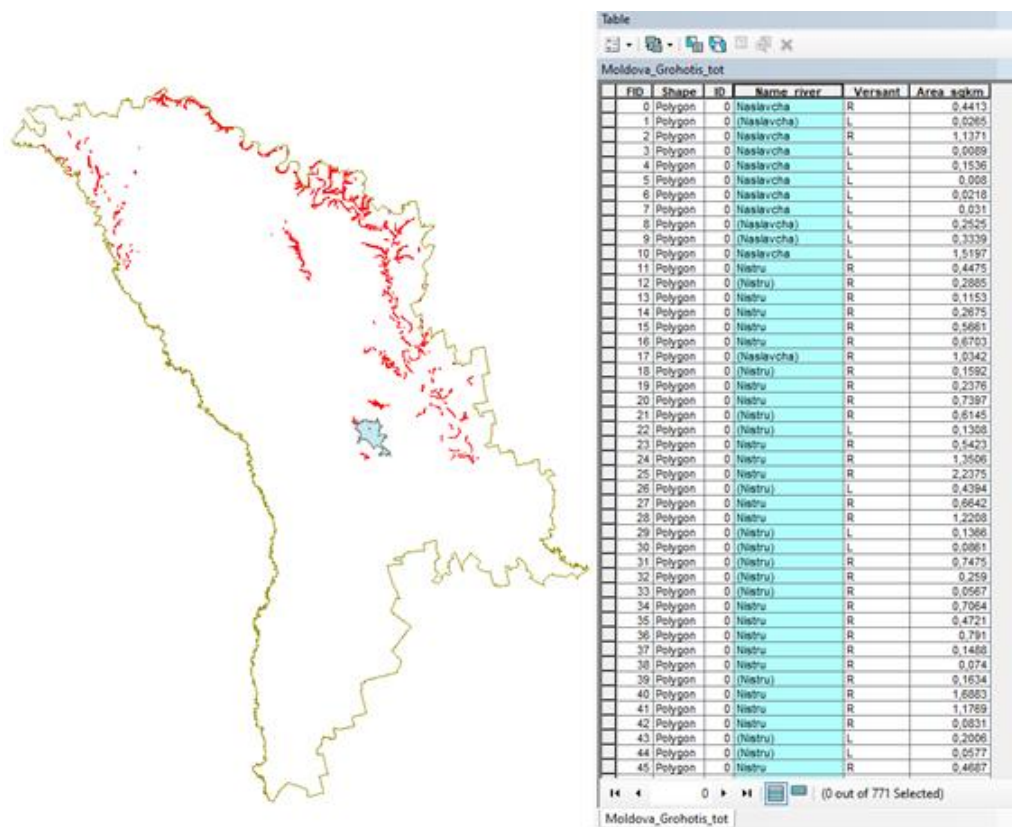 Table
Moldova_Grohotis_tot
FID Shape ID Name_river Versant Area_sqkm
0 Polygon 0 Naslavcha R 0,4413
1 Polygon 0 (Naslavcha) L 0,0265
2 Polygon 0 Naslavcha R 1,1371
3 Polygon 0 Naslavcha L 0,0089
4 Polygon 0 Naslavcha L 0,1536
5 Polygon 0 Naslavcha L 0,008
6 Polygon 0 Naslavcha L 0,0218
7 Polygon 0 Naslavcha L 0,031
8 Polygon 0 (Naslavcha) L 0,2525
9 Polygon 0 (Naslavcha) L 0,3339
10 Polygon 0 Naslavcha L 1,5197
11 Polygon 0 Nistru R 0,4475
12 Polygon 0 (Nistru) R 0,2885
13 Polygon 0 Nistru R 0,1153
14 Polygon 0 Nistru R 0,2675
15 Polygon 0 Nistru R 0,5661
16 Polygon 0 Nistru R 0,6703
17 Polygon 0 (Naslavcha) R 1,0342
18 Polygon 0 (Nistru) R 0,1592
19 Polygon 0 Nistru R 0,2376
20 Polygon 0 Nistru R 0,7397
21 Polygon 0 (Nistru) R 0,6145
22 Polygon 0 (Nistru) L 0,1308
23 Polygon 0 Nistru R 0,5423
24 Polygon 0 Nistru R 1,3506
25 Polygon 0 Nistru R 2,2375
26 Polygon 0 (Nistru) L 0,4394
27 Polygon 0 Nistru R 0,6642
28 Polygon 0 Nistru R 1,2208
29 Polygon 0 (Nistru) L 0,1366
30 Polygon 0 (Nistru) L 0,0861
31 Polygon 0 (Nistru) R 0,7475
32 Polygon 0 (Nistru) R 0,259
33 Polygon 0 (Nistru) R 0,0567
34 Polygon 0 Nistru R 0,7064
35 Polygon 0 Nistru R 0,4721
36 Polygon 0 Nistru R 0,791
37 Polygon 0 Nistru R 0,1488
38 Polygon 0 Nistru R 0,074
39 Polygon 0 (Nistru) R 0,1634
40 Polygon 0 Nistru R 1,6883
41 Polygon 0 Nistru R 1,1769
42 Polygon 0 Nistru R 0,0831
43 Polygon 0 (Nistru) L 0,2006
44 Polygon 0 (Nistru) L 0,0577
45 Polygon 0 Nistru R 0,4687
0 (0 out of 771 Selected)
Moldova_Grohotis_tot